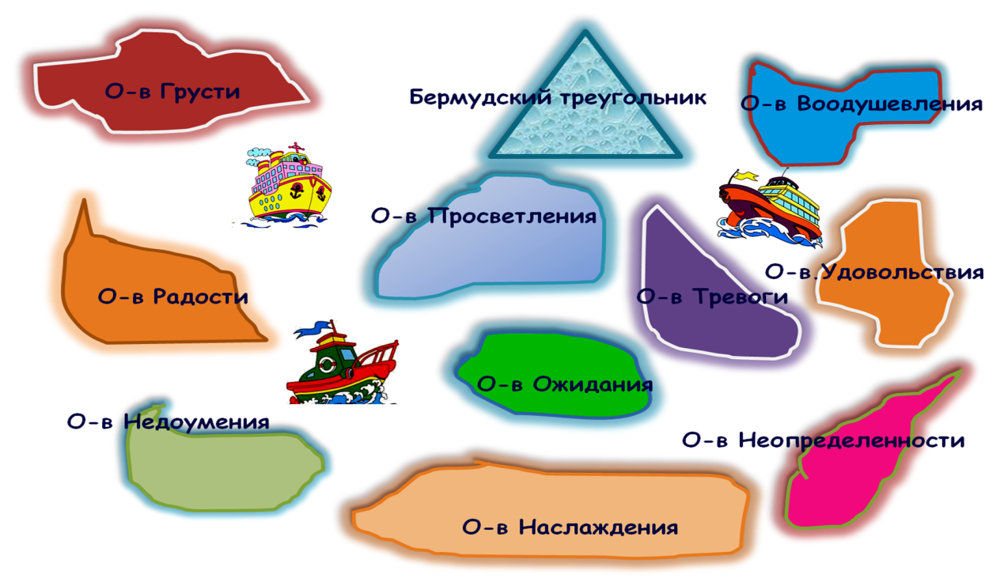 О-в Грусти
Бермудский треугольник
О-в Воодушевления
О-в Просветления
О-в.Удовольствия
О-в Радости
О-в Тревоги
О-в Ожидания
О-в Недоумения
О-в Неопределенности
О-в Наслаждения